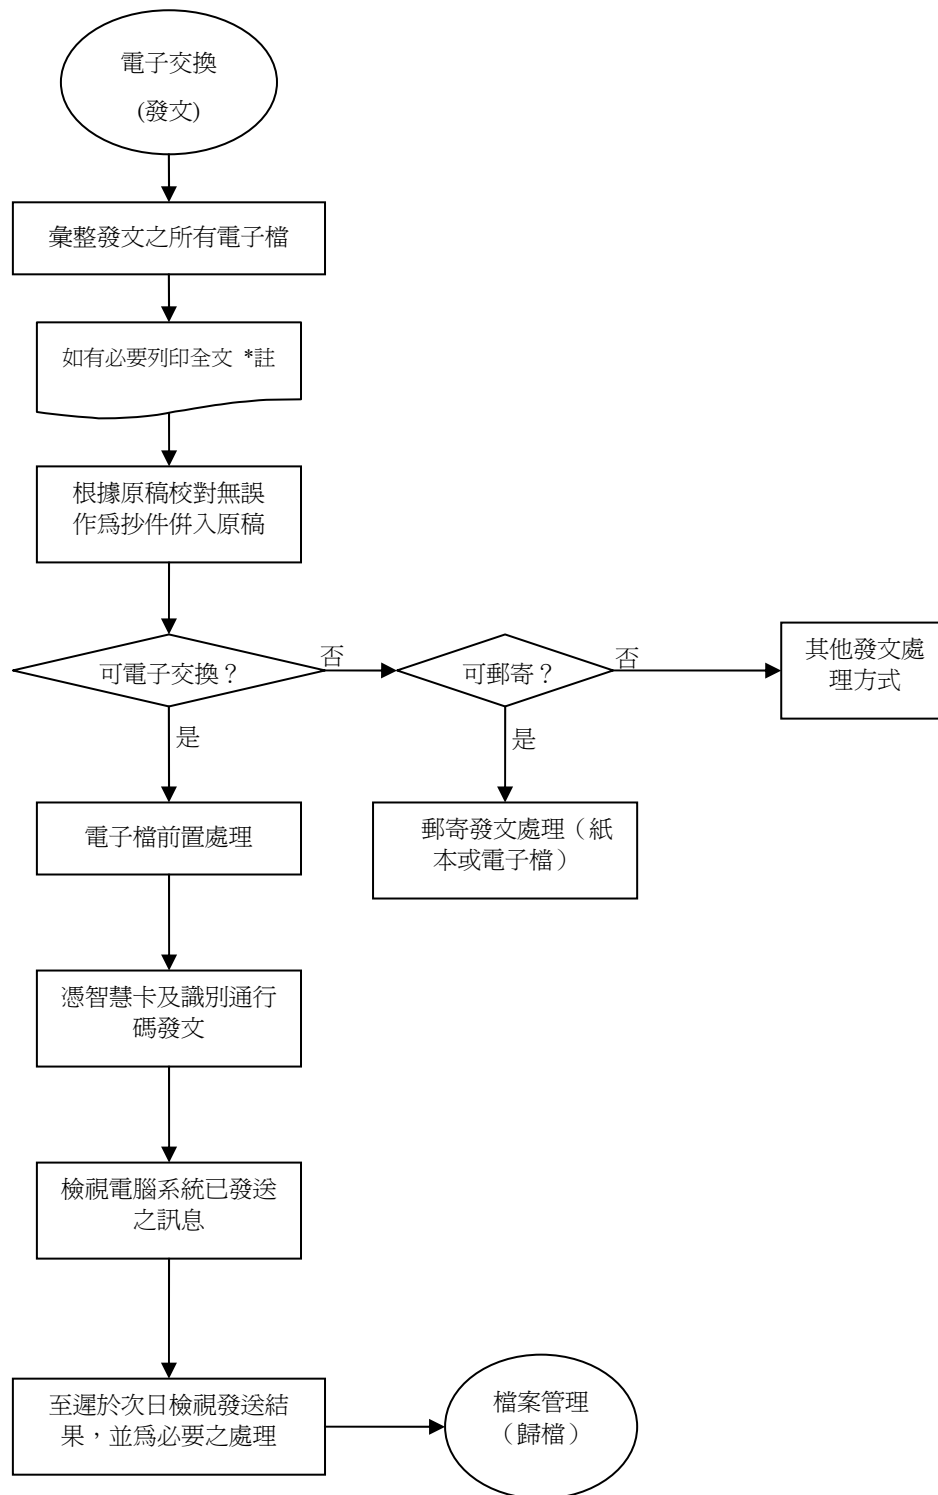 電子交換
(發文)
彙整發文之所有電子檔
如有必要列印全文 *註
根據原稿校對無誤
作為抄件併入原稿
可電子交換？
否
可郵寄？
否
其他發文處
理方式
是
是
電子檔前置處理
郵寄發文處理（紙
本或電子檔）
憑智慧卡及識別通行
碼發文
檢視電腦系統已發送
之訊息
至遲於次日檢視發送結
果，並為必要之處理
檔案管理
（歸檔）